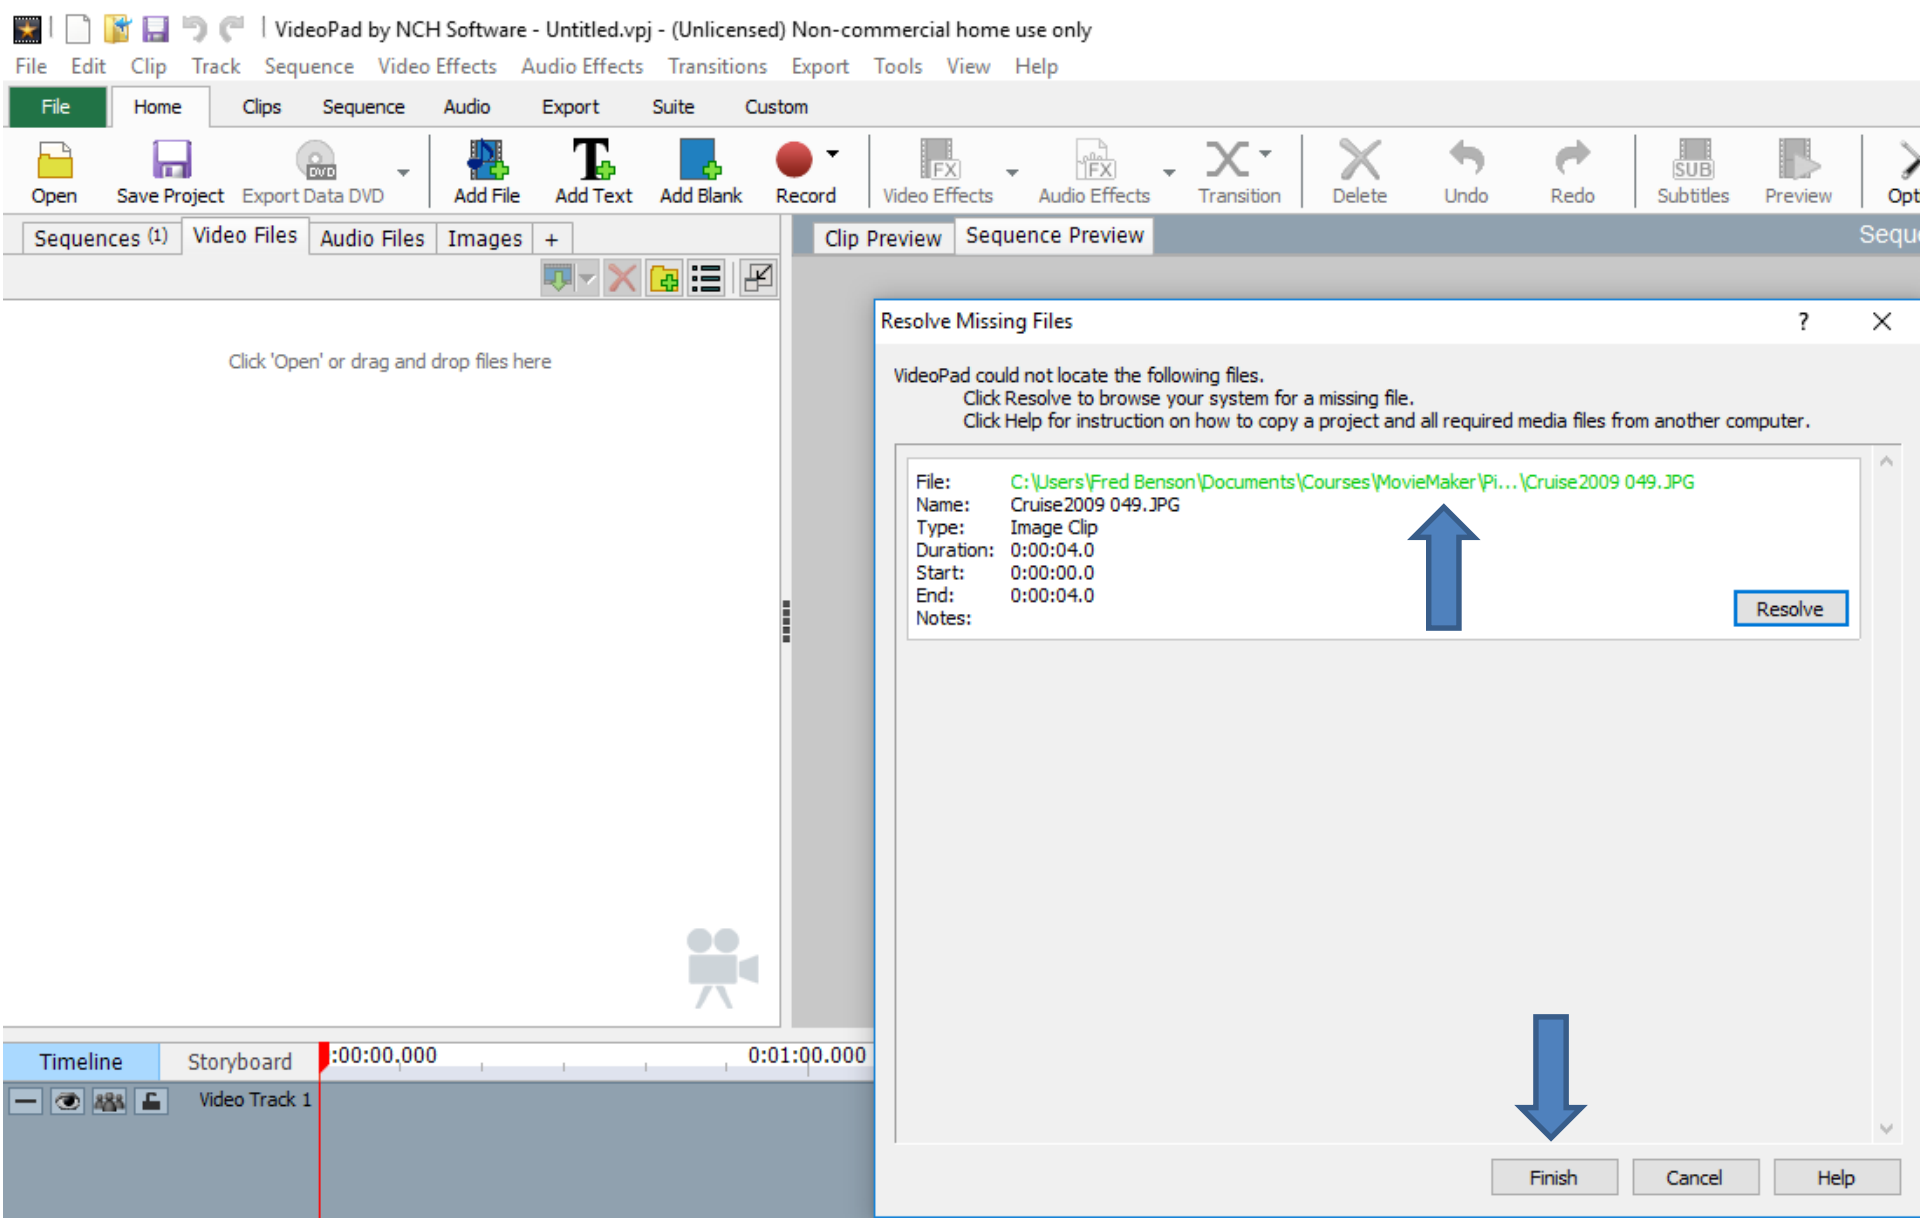 VideoPad by NCH Software - Untitled.vpj - (Unlicensed) Non-commercial home use only
File Edit Clip Track Sequence Video Effects Audio Effects Transitions Export Tools View Help
File Home Clips Sequence Audio Export Suite Custom
DVD FX FX SUB
Open Save Project Export Data DVD Add File Add Text Add Blank Record Video Effects Audio Effects Transition Delete Undo Redo Subtitles Preview Opt
Sequences (1) Video Files Audio Files Images + Clip Preview Sequence Preview Sequ
Click 'Open' or drag and drop files here
Resolve Missing Files ?
VideoPad could not locate the following files.
Click Resolve to browse your system for a missing file.
Click Help for instruction on how to copy a project and all required media files from another computer.
File: C:\Users\Fred Benson\Documents\Courses\MovieMaker\Pi...\Cruise2009 049.JPG
Name: Cruise2009 049.JPG
Type: Image Clip
Duration: 0:00:04.0
Start: 0:00:00.0
End: 0:00:04.0
Notes:
Resolve
Timeline Storyboard :00:00.000 0:01:00.000
Video Track 1
Finish Cancel Help